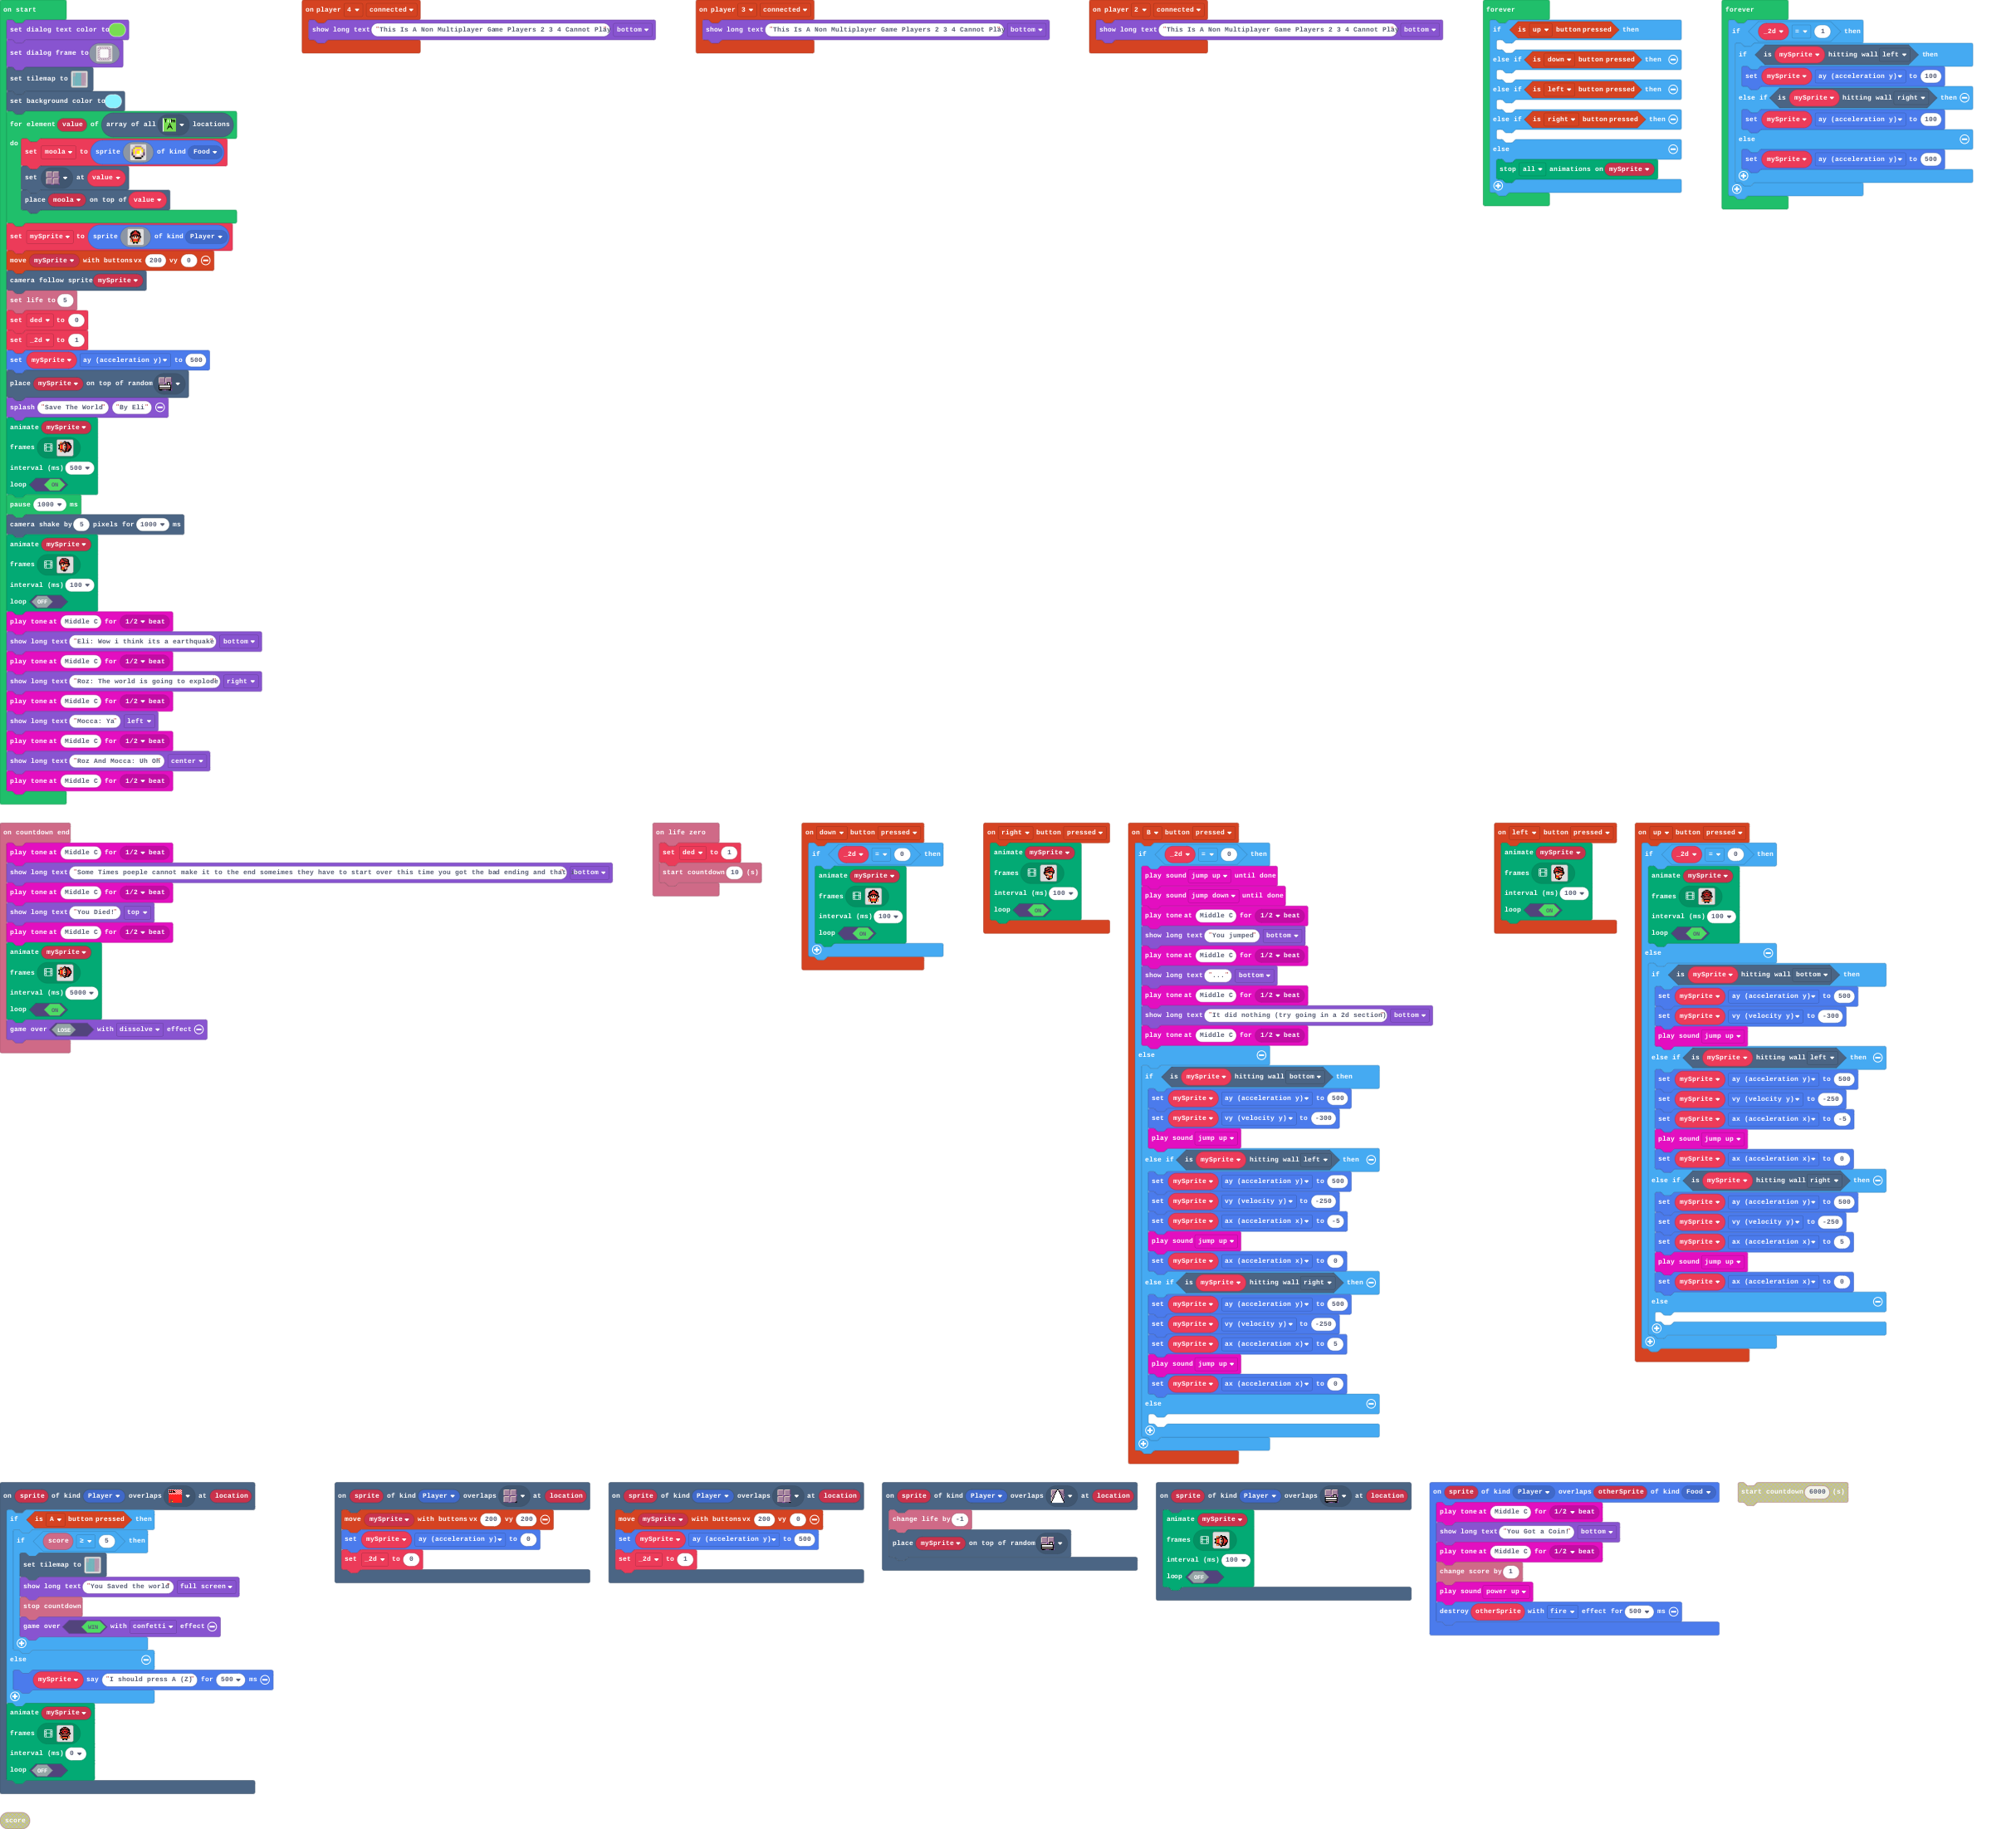 on start
set dialog text color to
set dialog frame to
set tilemap to
set background color to
for element value of array of all locations
do
set moola to sprite of kind Food
set at value
place moola on top of value
set mySprite to sprite of kind Player
move mySprite with buttons vx 200 vy 0
camera follow sprite mySprite
set life to 5
set ded to 0
set _2d to 1
set mySprite ay (acceleration y) to 500
place mySprite on top of random
splash "Save The World" "By Eli"
animate mySprite
frames
interval (ms) 500
loop ON
pause 1000 ms
camera shake by 5 pixels for 1000 ms
animate mySprite
frames
interval (ms) 100
loop OFF
play tone at Middle C for 1/2 beat
show long text "Eli: Wow i think its a earthquake" bottom
play tone at Middle C for 1/2 beat
show long text "Roz: The world is going to explode" right
play tone at Middle C for 1/2 beat
show long text "Mocca: Ya" left
play tone at Middle C for 1/2 beat
show long text "Roz And Mocca: Uh Oh" center
play tone at Middle C for 1/2 beat
on player 4 connected
show long text "This Is A Non Multiplayer Game Players 2 3 4 Cannot Play bottom
on player 3 connected
show long text "This Is A Non Multiplayer Game Players 2 3 4 Cannot Play bottom
on player 2 connected
show long text "This Is A Non Multiplayer Game Players 2 3 4 Cannot Play bottom
forever
if is up button pressed then
else if is down button pressed then
else if is left button pressed then
else if is right button pressed then
else
stop all animations on mySprite
forever
if _2d = 1 then
if is mySprite hitting wall left then
set mySprite ay (acceleration y) to 100
else if is mySprite hitting wall right then
set mySprite ay (acceleration y) to 100
else
set mySprite ay (acceleration y) to 500
on countdown end
play tone at Middle C for 1/2 beat
show long text "Some Times poeple cannot make it to the end someimes they have to start over this time you got the bad ending and that bottom
play tone at Middle C for 1/2 beat
show long text "You Died!" top
play tone at Middle C for 1/2 beat
animate mySprite
frames
interval (ms) 5000
loop ON
game over LOSE with dissolve effect
on life zero
set ded to 1
start countdown 10 (s)
on down button pressed
if _2d = 0 then
animate mySprite
frames
interval (ms) 100
loop ON
on right button pressed
animate mySprite
frames
interval (ms) 100
loop ON
on B button pressed
if _2d = 0 then
play sound jump up until done
play sound jump down until done
play tone at Middle C for 1/2 beat
show long text "You jumped" bottom
play tone at Middle C for 1/2 beat
show long text "..." bottom
play tone at Middle C for 1/2 beat
show long text "It did nothing (try going in a 2d section)" bottom
play tone at Middle C for 1/2 beat
else
if is mySprite hitting wall bottom then
set mySprite ay (acceleration y) to 500
set mySprite vy (velocity y) to -300
play sound jump up
else if is mySprite hitting wall left then
set mySprite ay (acceleration y) to 500
set mySprite vy (velocity y) to -250
set mySprite ax (acceleration x) to -5
play sound jump up
set mySprite ax (acceleration x) to 0
else if is mySprite hitting wall right then
set mySprite ay (acceleration y) to 500
set mySprite vy (velocity y) to -250
set mySprite ax (acceleration x) to 5
play sound jump up
set mySprite ax (acceleration x) to 0
else
on left button pressed
animate mySprite
frames
interval (ms) 100
loop ON
on up button pressed
if _2d = 0 then
animate mySprite
frames
interval (ms) 100
loop ON
else
if is mySprite hitting wall bottom then
set mySprite ay (acceleration y) to 500
set mySprite vy (velocity y) to -300
play sound jump up
else if is mySprite hitting wall left then
set mySprite ay (acceleration y) to 500
set mySprite vy (velocity y) to -250
set mySprite ax (acceleration x) to -5
play sound jump up
set mySprite ax (acceleration x) to 0
else if is mySprite hitting wall right then
set mySprite ay (acceleration y) to 500
set mySprite vy (velocity y) to -250
set mySprite ax (acceleration x) to 5
play sound jump up
set mySprite ax (acceleration x) to 0
else
on sprite of kind Player overlaps at location
if is A button pressed then
if score ≥ 5 then
set tilemap to
show long text "You Saved the world" full screen
stop countdown
game over WIN with confetti effect
else
mySprite say "I should press A (Z)" for 500 ms
animate mySprite
frames
interval (ms) 0
loop OFF
on sprite of kind Player overlaps at location
move mySprite with buttons vx 200 vy 200
set mySprite ay (acceleration y) to 0
set _2d to 0
on sprite of kind Player overlaps at location
move mySprite with buttons vx 200 vy 0
set mySprite ay (acceleration y) to 500
set _2d to 1
on sprite of kind Player overlaps at location
change life by -1
place mySprite on top of random
on sprite of kind Player overlaps at location
animate mySprite
frames
interval (ms) 100
loop OFF
on sprite of kind Player overlaps otherSprite of kind Food
play tone at Middle C for 1/2 beat
show long text "You Got a Coin!" bottom
play tone at Middle C for 1/2 beat
change score by 1
play sound power up
destroy otherSprite with fire effect for 500 ms
start countdown 6000 (s)
score